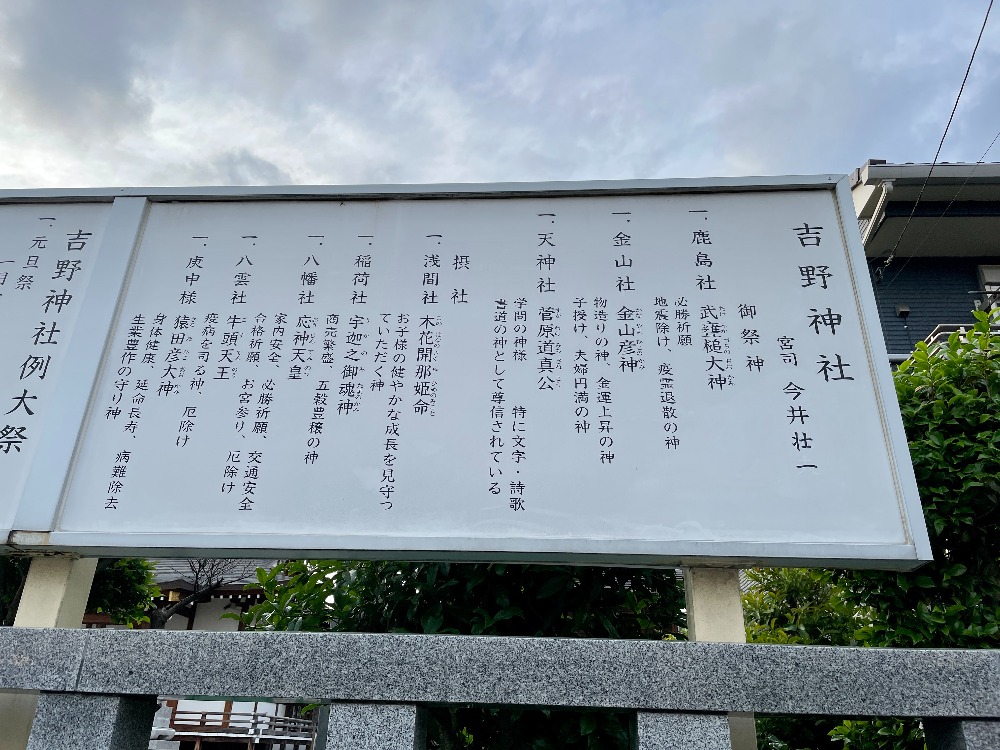 吉野神社
宮司 今井壮一
御祭神
一、鹿島社 武甕槌大神
必勝祈願
地震除け、疫霊退散の神
一、金山社 金山彦神
物造りの神、金運上昇の神
子授け、夫婦円満の神
一、天神社 菅原道真公
学問の神様 特に文字・詩歌
書道の神として尊信されている
摂社
一、浅間社 木花開那姫命
お子様の健やかな成長を見守っ
ていただく神
一、稲荷社 宇迦之御魂神
商売繁盛、五穀豊穣の神
一、八幡社 応神天皇
家内安全、必勝祈願、交通安全
合格祈願、お宮参り、厄除け
一、八雲社 牛頭天王
疫病を司る神、厄除け
一、庚申様 猿田彦大神
身体健康、延命長寿、病難除去
生業豊作の守り神
吉野神社例大祭
一、元旦祭
一月